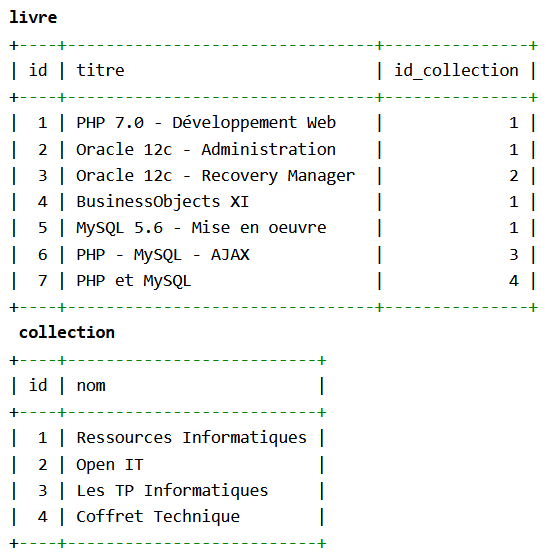 livre
+----+--------------------------------+---------------+
| id | titre                          | id_collection |
+----+--------------------------------+---------------+
|  1 | PHP 7.0 - Développement Web    |             1 |
|  2 | Oracle 12c - Administration    |             1 |
|  3 | Oracle 12c - Recovery Manager  |             2 |
|  4 | BusinessObjects XI             |             1 |
|  5 | MySQL 5.6 - Mise en oeuvre     |             1 |
|  6 | PHP - MySQL - AJAX             |             3 |
|  7 | PHP et MySQL                   |             4 |
+----+--------------------------------+---------------+
collection
+----+--------------------------+
| id | nom                      |
+----+--------------------------+
|  1 | Ressources Informatiques |
|  2 | Open IT                  |
|  3 | Les TP Informatiques     |
|  4 | Coffret Technique        |
+----+--------------------------+